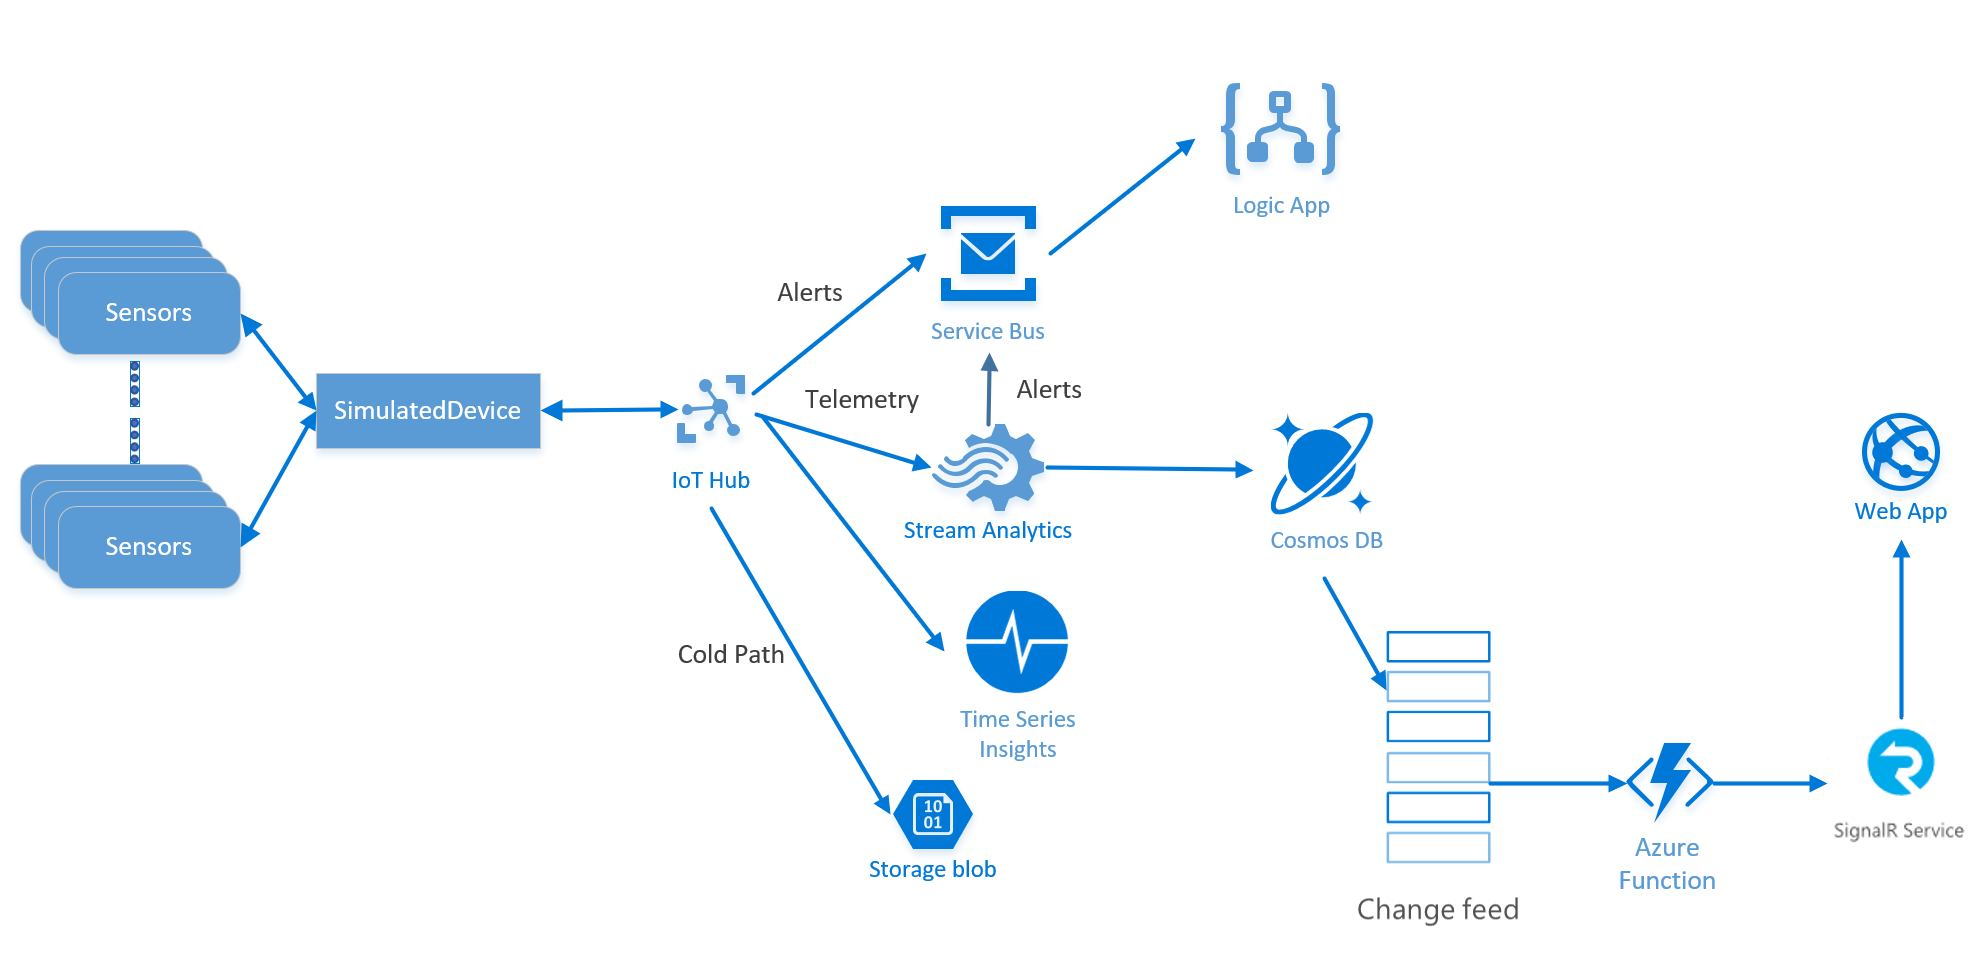 Logic App
Sensors
Alerts
Service Bus
SimulatedDevice
Telemetry
Alerts
IoT Hub
Stream Analytics
Cosmos DB
Web App
Sensors
Cold Path
Time Series
Insights
10
01
Storage blob
SignalR Service
Azure
Function
Change feed